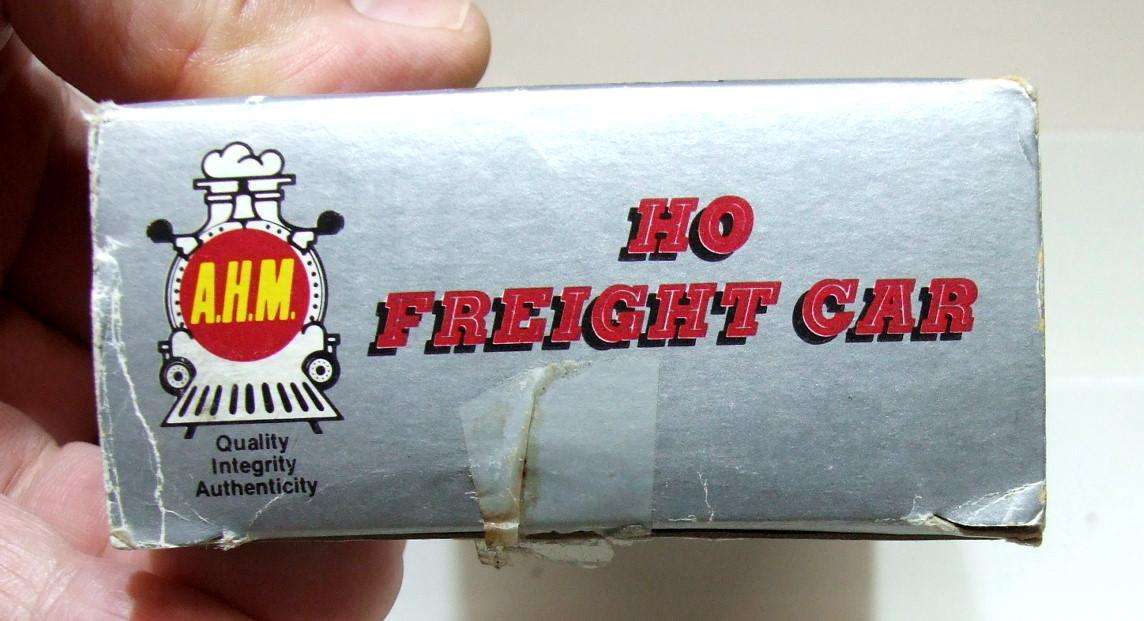 A.H.M.
Quality
Integrity
Authenticity
HO
FREIGHT CAR